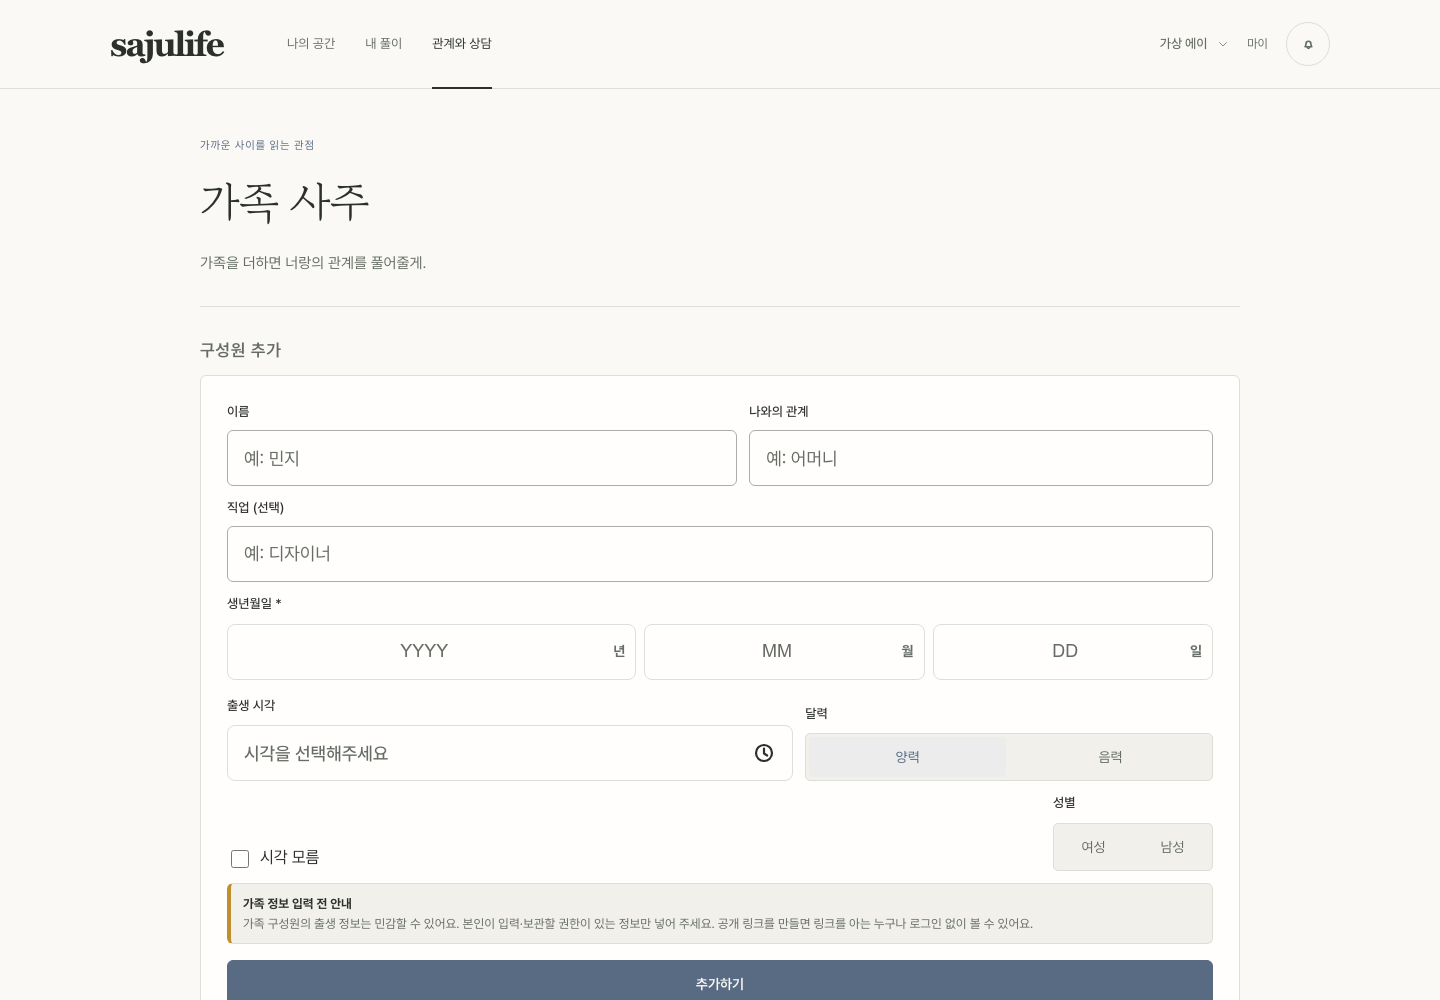 sajulife
나의 공간
내 풀이
관계와 상담
가상 에이
마이
가까운 사이를 읽는 관점
가족 사주
가족을 더하면 너랑의 관계를 풀어줄게.
구성원 추가
이름
나와의 관계
예: 민지
예: 어머니
직업 (선택)
예: 디자이너
생년월일 *
YYYY 년
MM 월
DD 일
출생 시각
달력
시각을 선택해주세요
양력
음력
성별
시각 모름
여성
남성
가족 정보 입력 전 안내
가족 구성원의 출생 정보는 민감할 수 있어요. 본인이 입력·보관할 권한이 있는 정보만 넣어 주세요. 공개 링크를 만들면 링크를 아는 누구나 로그인 없이 볼 수 있어요.
추가하기